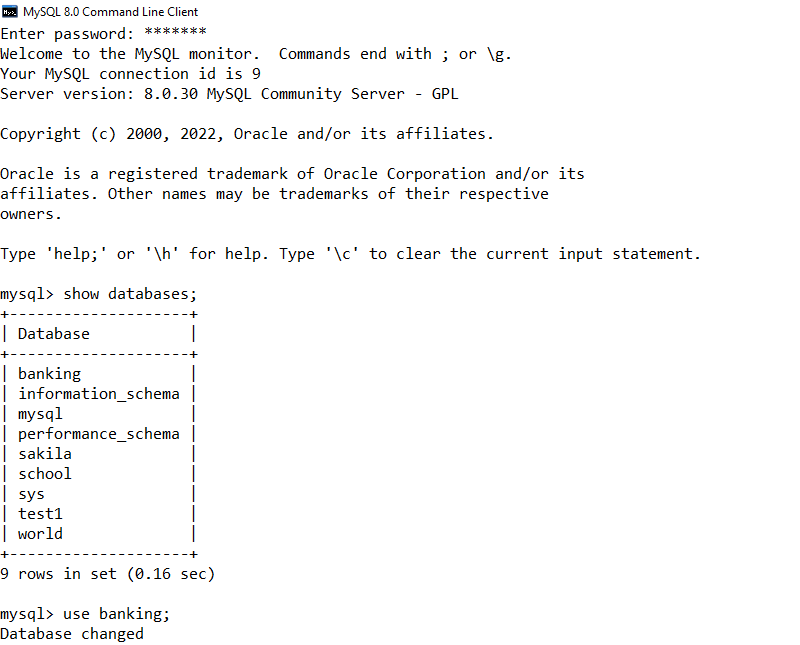 MySQL 8.0 Command Line Client
Enter password: *******
Welcome to the MySQL monitor.  Commands end with ; or \g.
Your MySQL connection id is 9
Server version: 8.0.30 MySQL Community Server - GPL

Copyright (c) 2000, 2022, Oracle and/or its affiliates.

Oracle is a registered trademark of Oracle Corporation and/or its
affiliates. Other names may be trademarks of their respective
owners.

Type 'help;' or '\h' for help. Type '\c' to clear the current input statement.

mysql> show databases;
+--------------------+
| Database           |
+--------------------+
| banking            |
| information_schema |
| mysql              |
| performance_schema |
| sakila             |
| school             |
| sys                |
| test1              |
| world              |
+--------------------+
9 rows in set (0.16 sec)

mysql> use banking;
Database changed